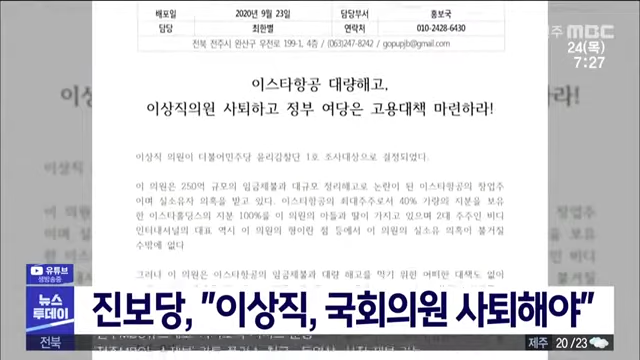 배포일 2020년 9월 23일 담당부서 홍보국
담당 최한별 연락처 010-2428-6430
전북 전주시 완산구 우전로 199-1, 4층 / (063)247-8242 / gopupjb@gmail.com
전주MBC
24(목)
7:27
이스타항공 대량해고,
이상직의원 사퇴하고 정부 여당은 고용대책 마련하라!
이상직 의원이 더불어민주당 윤리감찰단 1호 조사대상으로 결정되었다.
이 의원은 250억 규모의 임금체불과 대규모 정리해고로 논란이 된 이스타항공의 창업주
이며 실소유자 의혹을 받고 있다. 이스타항공의 최대주주로서 40% 가량의 지분을 보유
한 이스타홀딩스의 지분 100%를 이 의원의 아들과 딸이 가지고 있으며 2대 주주인 비디
인터내셔널의 대표 역시 이 의원의 형이란 점 등에서 이 의원의 실소유 의혹이 불거질
수밖에 없다
그러나 이 의원은 이스타항공의 임금체불과 대량 해고를 막기 위한 어떠한 대책도 없어
유튜브
생방송중
뉴스
투데이
전북
진보당, "이상직, 국회의원 사퇴해야"
제주 20/23